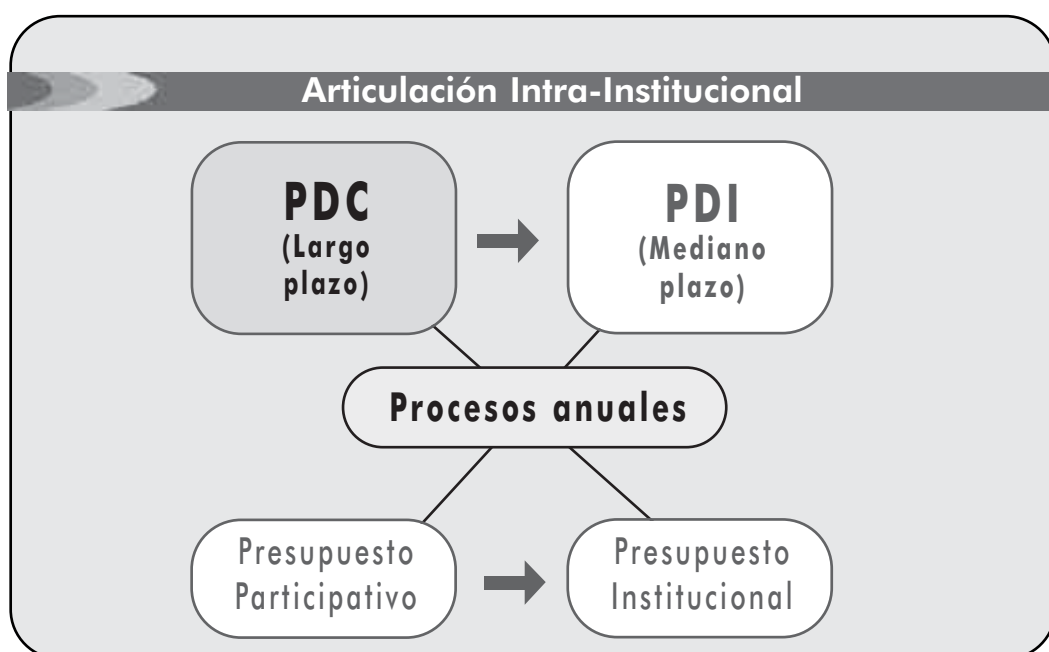 Articulación Intra-Institucional
PDC
(Largo
plazo)
PDI
(Mediano
plazo)
Procesos anuales
Presupuesto
Participativo
Presupuesto
Institucional